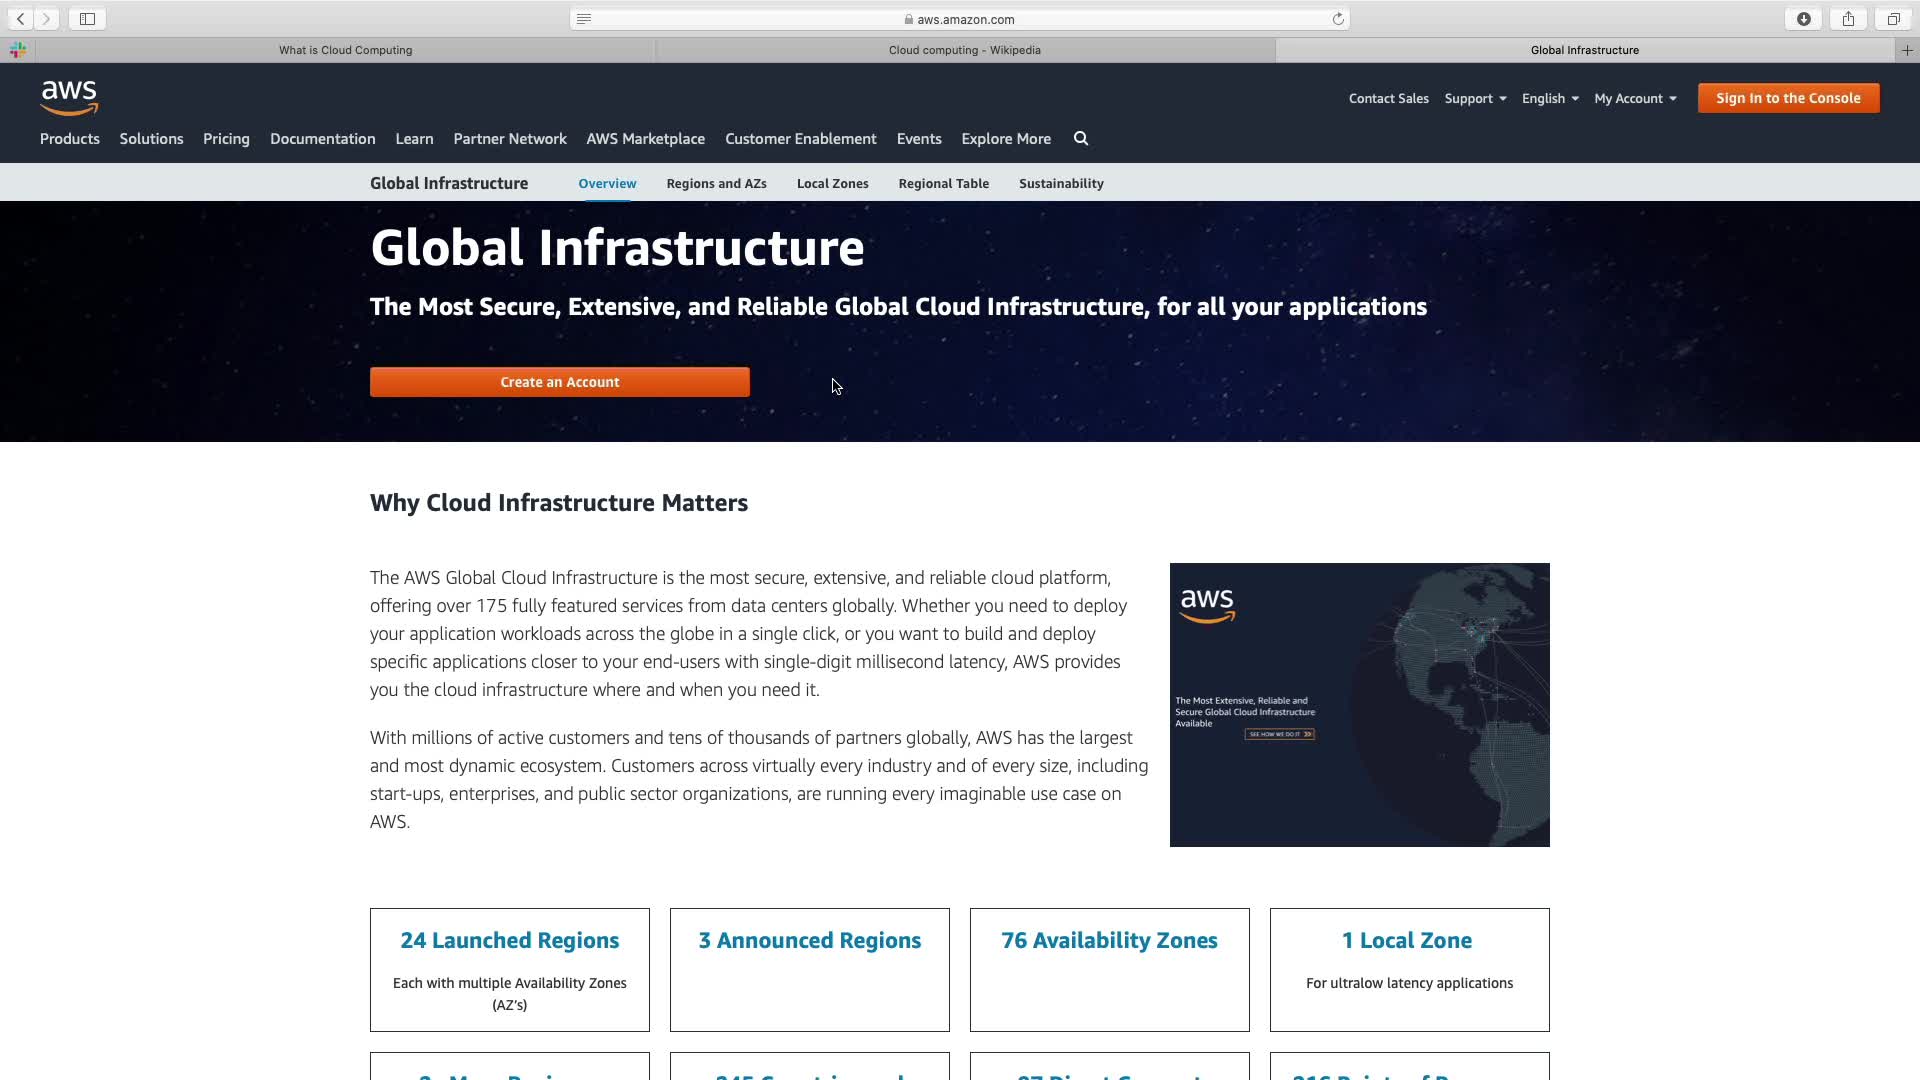 aws.amazon.com
What is Cloud Computing
Cloud computing - Wikipedia
Global Infrastructure
aws
Contact Sales Support English My Account Sign In to the Console
Products Solutions Pricing Documentation Learn Partner Network AWS Marketplace Customer Enablement Events Explore More
Global Infrastructure Overview Regions and AZs Local Zones Regional Table Sustainability
Global Infrastructure
The Most Secure, Extensive, and Reliable Global Cloud Infrastructure, for all your applications
Create an Account
Why Cloud Infrastructure Matters
The AWS Global Cloud Infrastructure is the most secure, extensive, and reliable cloud platform,
offering over 175 fully featured services from data centers globally. Whether you need to deploy
your application workloads across the globe in a single click, or you want to build and deploy
specific applications closer to your end-users with single-digit millisecond latency, AWS provides
you the cloud infrastructure where and when you need it.
With millions of active customers and tens of thousands of partners globally, AWS has the largest
and most dynamic ecosystem. Customers across virtually every industry and of every size, including
start-ups, enterprises, and public sector organizations, are running every imaginable use case on
AWS.
aws
The Most Extensive, Reliable and
Secure Global Cloud Infrastructure
Available
SEE HOW WE DO IT
24 Launched Regions
Each with multiple Availability Zones
(AZ's)
3 Announced Regions
76 Availability Zones
1 Local Zone
For ultralow latency applications